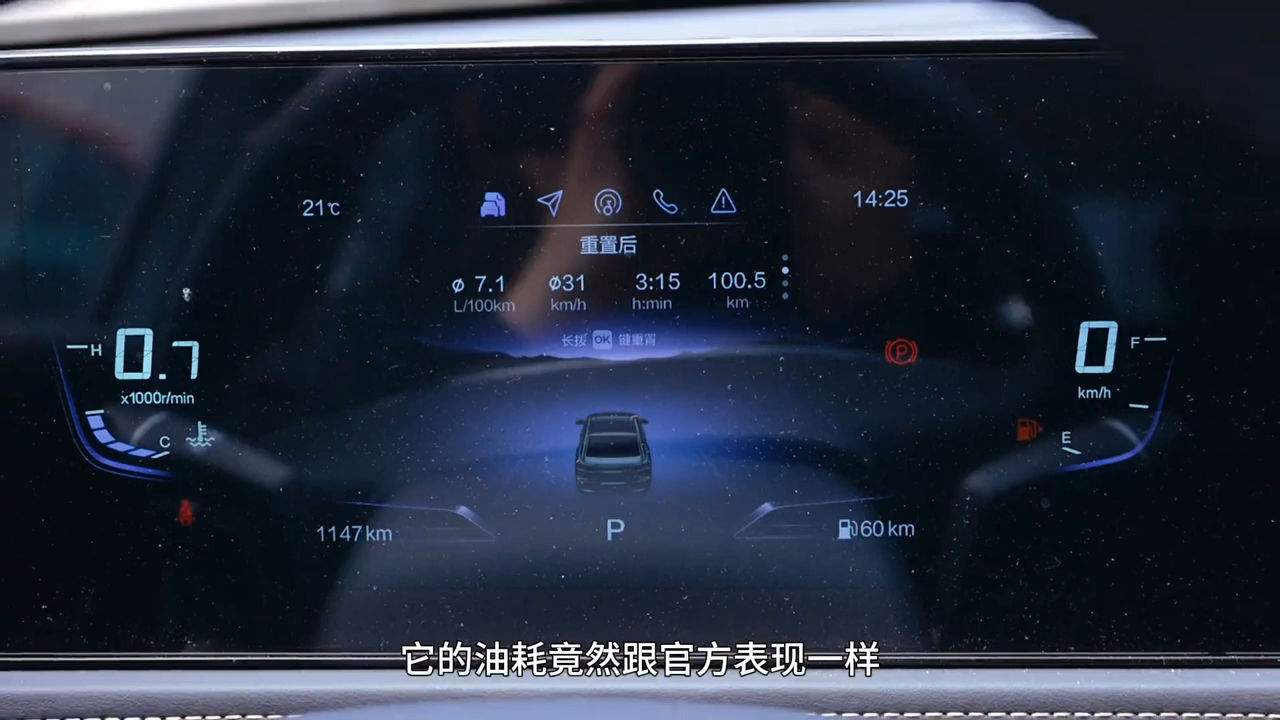 21℃
14:25
重置后
ø 7.1 ø31 3:15 100.5
L/100km km/h h:min km
长按 OK 键重置
H 0.7
x1000r/min
C
P
0 F
km/h
E
1147 km
P
60 km
它的油耗竟然跟官方表现一样